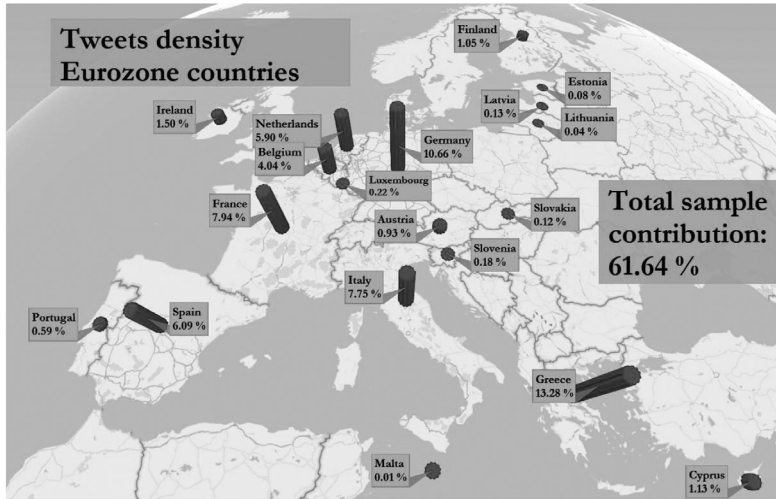 Tweets density
Eurozone countries
Finland
1.05 %
Estonia
0.08 %
Latvia
0.13 %
Lithuania
0.04 %
Ireland
1.50 %
Netherlands
5.90 %
Belgium
4.04 %
Germany
10.66 %
Luxembourg
0.22 %
France
7.94 %
Austria
0.93 %
Slovakia
0.12 %
Slovenia
0.18 %
Total sample
contribution:
61.64 %
Italy
7.75 %
Portugal
0.59 %
Spain
6.09 %
Greece
13.28 %
Malta
0.01 %
Cyprus
1.13 %